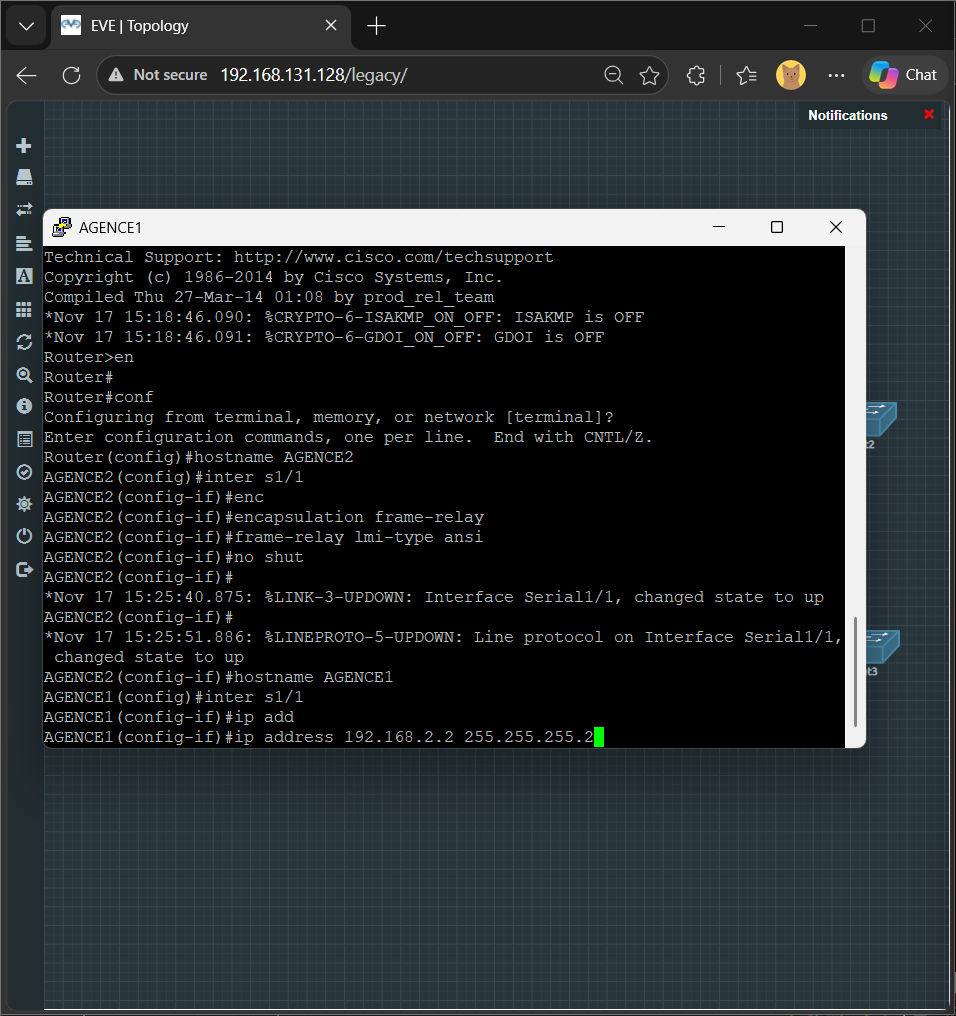 EVE | Topology
Not secure 192.168.131.128/legacy/
Chat
Notifications
AGENCE1
Technical Support: http://www.cisco.com/techsupport
Copyright (c) 1986-2014 by Cisco Systems, Inc.
Compiled Thu 27-Mar-14 01:08 by prod_rel_team
*Nov 17 15:18:46.090: %CRYPTO-6-ISAKMP_ON_OFF: ISAKMP is OFF
*Nov 17 15:18:46.091: %CRYPTO-6-GDOI_ON_OFF: GDOI is OFF
Router>en
Router#
Router#conf
Configuring from terminal, memory, or network [terminal]?
Enter configuration commands, one per line.  End with CNTL/Z.
Router(config)#hostname AGENCE2
AGENCE2(config)#inter s1/1
AGENCE2(config-if)#enc
AGENCE2(config-if)#encapsulation frame-relay
AGENCE2(config-if)#frame-relay lmi-type ansi
AGENCE2(config-if)#no shut
AGENCE2(config-if)#
*Nov 17 15:25:40.875: %LINK-3-UPDOWN: Interface Serial1/1, changed state to up
AGENCE2(config-if)#
*Nov 17 15:25:51.886: %LINEPROTO-5-UPDOWN: Line protocol on Interface Serial1/1,
changed state to up
AGENCE2(config-if)#hostname AGENCE1
AGENCE1(config)#inter s1/1
AGENCE1(config-if)#ip add
AGENCE1(config-if)#ip address 192.168.2.2 255.255.255.2